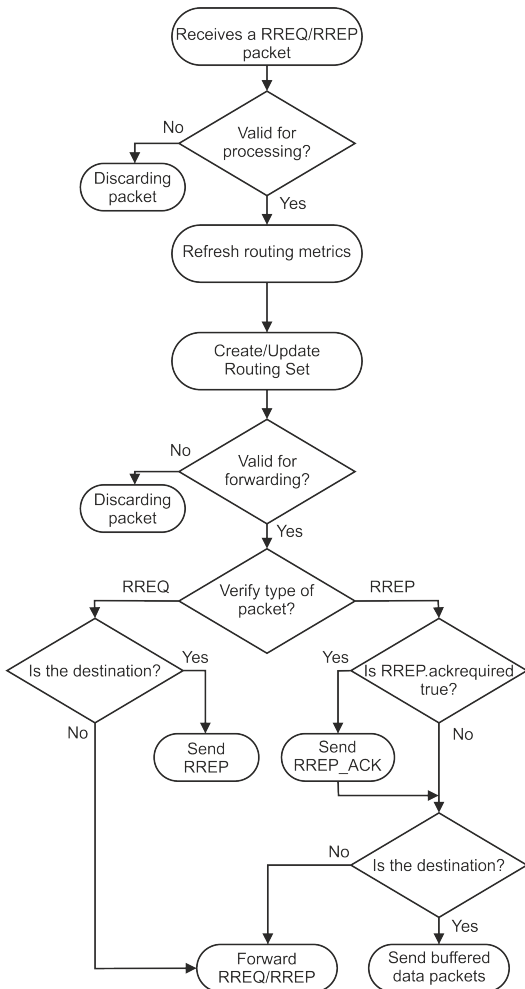 Receives a RREQ/RREP
packet
No
Valid for
processing?
Discarding
packet
Yes
Refresh routing metrics
Create/Update
Routing Set
No
Valid for
forwarding?
Discarding
packet
Yes
RREQ
Verify type of
packet?
RREP
Is the destination?
Yes
Yes
Is RREP.ackrequired
true?
No
Send
RREP
Send
RREP_ACK
No
No
Is the destination?
Yes
Forward
RREQ/RREP
Send buffered
data packets